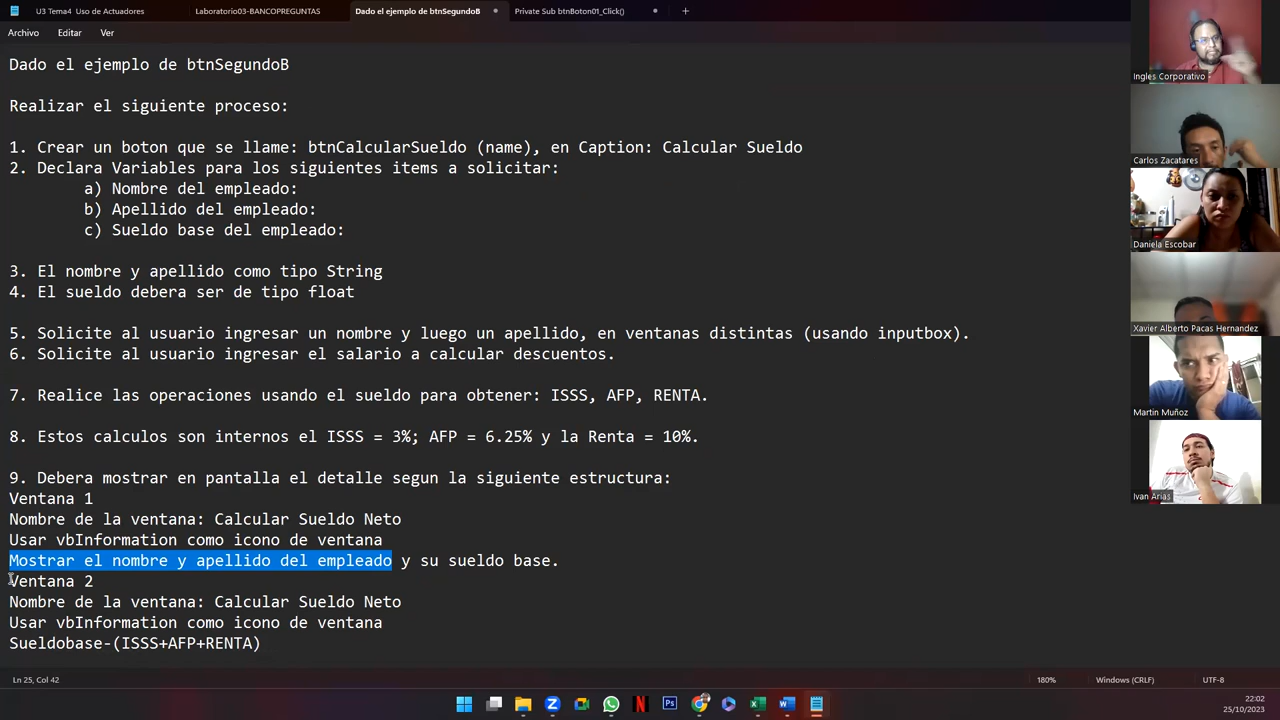 U3 Tema4 Uso de Actuadores
Laboratorio03-BANCOPREGUNTAS
Dado el ejemplo de btnSegundoB
Private Sub btnBoton01_Click()
Archivo Editar Ver
Dado el ejemplo de btnSegundoB
Realizar el siguiente proceso:
1. Crear un boton que se llame: btnCalcularSueldo (name), en Caption: Calcular Sueldo
2. Declara Variables para los siguientes items a solicitar:
a) Nombre del empleado:
b) Apellido del empleado:
c) Sueldo base del empleado:
3. El nombre y apellido como tipo String
4. El sueldo debera ser de tipo float
5. Solicite al usuario ingresar un nombre y luego un apellido, en ventanas distintas (usando inputbox).
6. Solicite al usuario ingresar el salario a calcular descuentos.
7. Realice las operaciones usando el sueldo para obtener: ISSS, AFP, RENTA.
8. Estos calculos son internos el ISSS = 3%; AFP = 6.25% y la Renta = 10%.
9. Debera mostrar en pantalla el detalle segun la siguiente estructura:
Ventana 1
Nombre de la ventana: Calcular Sueldo Neto
Usar vbInformation como icono de ventana
Mostrar el nombre y apellido del empleado y su sueldo base.
Ventana 2
Nombre de la ventana: Calcular Sueldo Neto
Usar vbInformation como icono de ventana
Sueldobase-(ISSS+AFP+RENTA)
Ln 25, Col 42
180%
Windows (CRLF)
UTF-8
22:02
25/10/2023
Ingles Corporativo -
Carlos Zacatares
Daniela Escobar
Xavier Alberto Pacas Hernandez
Martin Muñoz
Ivan Arias